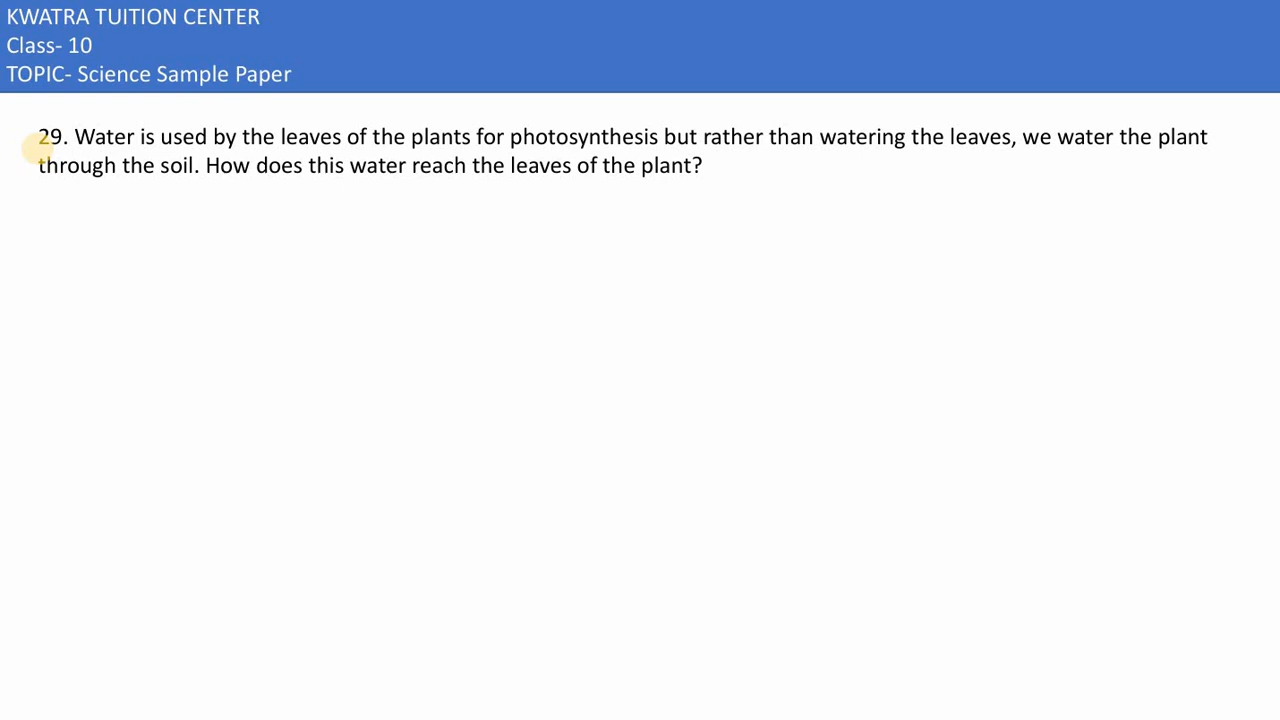 KWATRA TUITION CENTER
Class- 10
TOPIC- Science Sample Paper
29. Water is used by the leaves of the plants for photosynthesis but rather than watering the leaves, we water the plant
through the soil. How does this water reach the leaves of the plant?